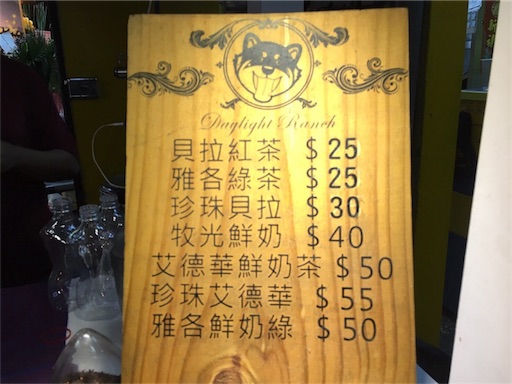 Daylight Ranch
貝拉紅茶 $25
雅各綠茶 $25
珍珠貝拉 $30
牧光鮮奶 $40
艾德華鮮奶茶 $50
珍珠艾德華 $55
雅各鮮奶綠 $50